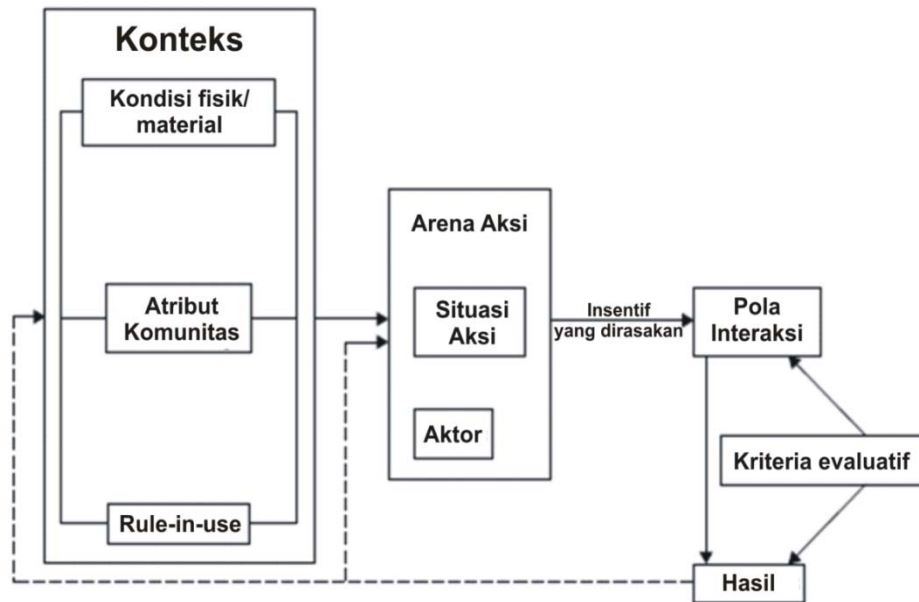 Konteks
Kondisi fisik/
material
Atribut
Komunitas
Rule-in-use
Arena Aksi
Situasi
Aksi
Aktor
Insentif
yang dirasakan
Pola
Interaksi
Kriteria evaluatif
Hasil